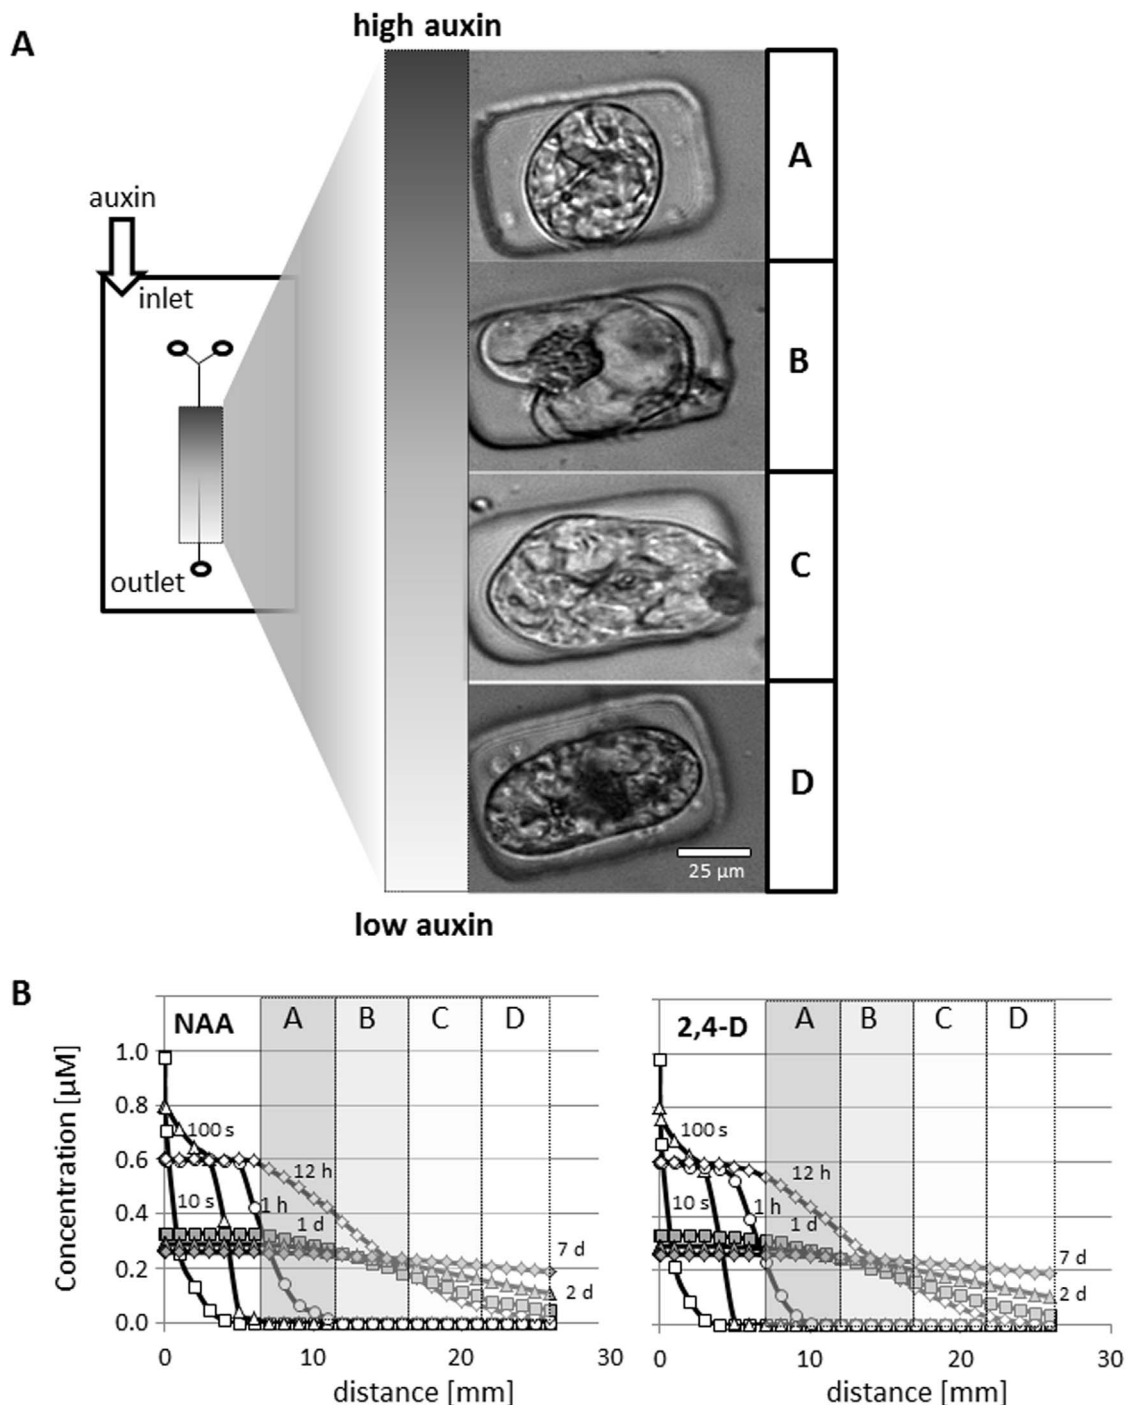 A
high auxin
auxin
inlet
outlet
A
B
C
D
25 µm
low auxin
B
Concentration [µM]
NAA
A
B
C
D
1.0
0.8
0.6
0.4
0.2
0.0
100 s
10 s
12 h
1 h
1 d
7 d
2 d
0
10
20
30
distance [mm]
2,4-D
A
B
C
D
100 s
10 s
12 h
1 h
1 d
7 d
2 d
0
10
20
30
distance [mm]